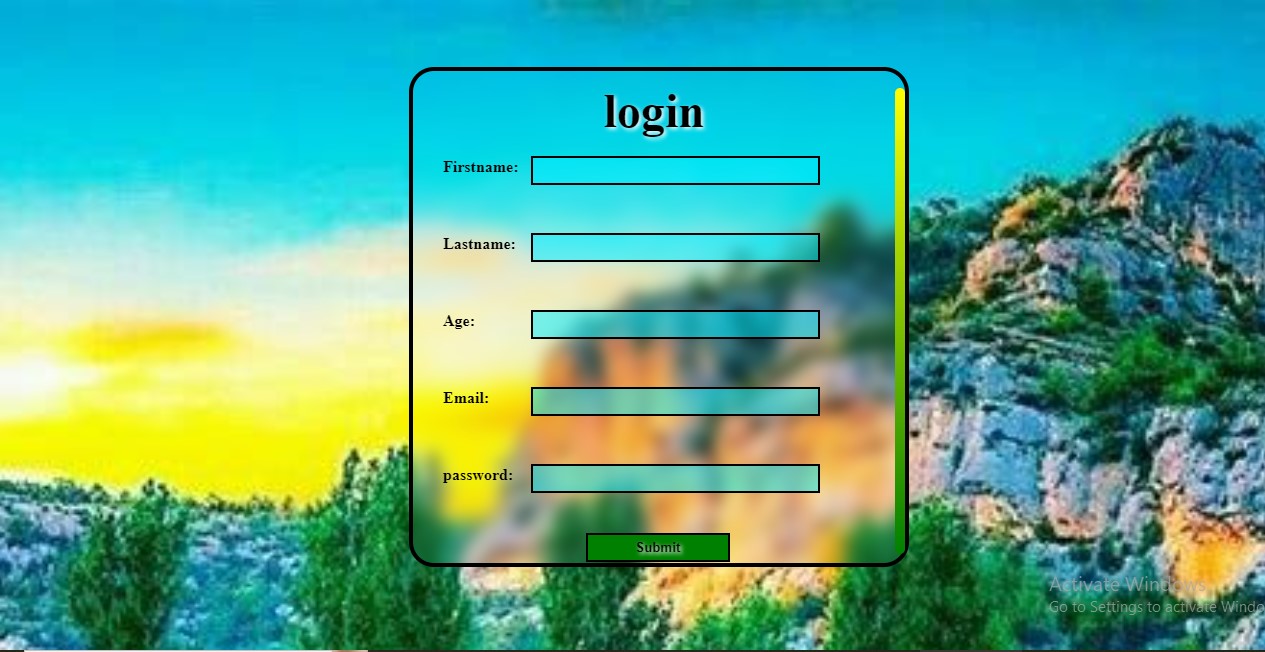 login
Firstname:
Lastname:
Age:
Email:
password:
Submit
Activate Windows
Go to Settings to activate Windo